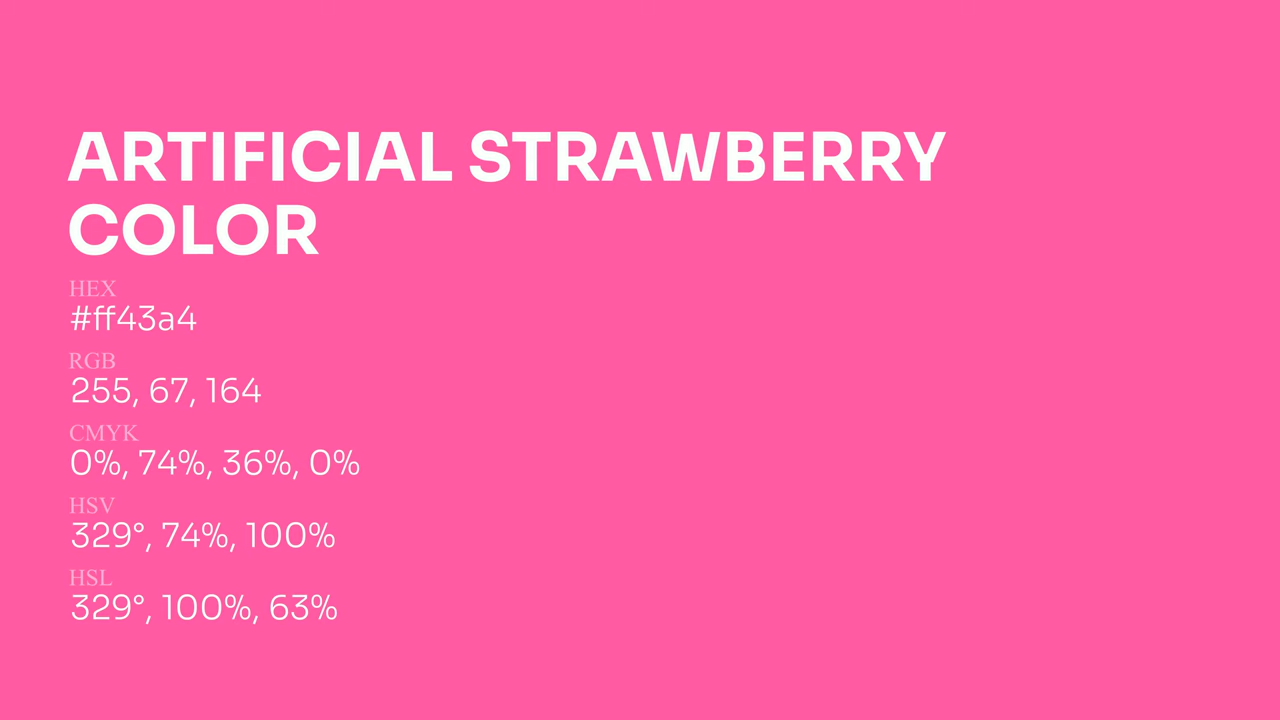 ARTIFICIAL STRAWBERRY
COLOR
HEX
#ff43a4
RGB
255, 67, 164
CMYK
0%, 74%, 36%, 0%
HSV
329°, 74%, 100%
HSL
329°, 100%, 63%